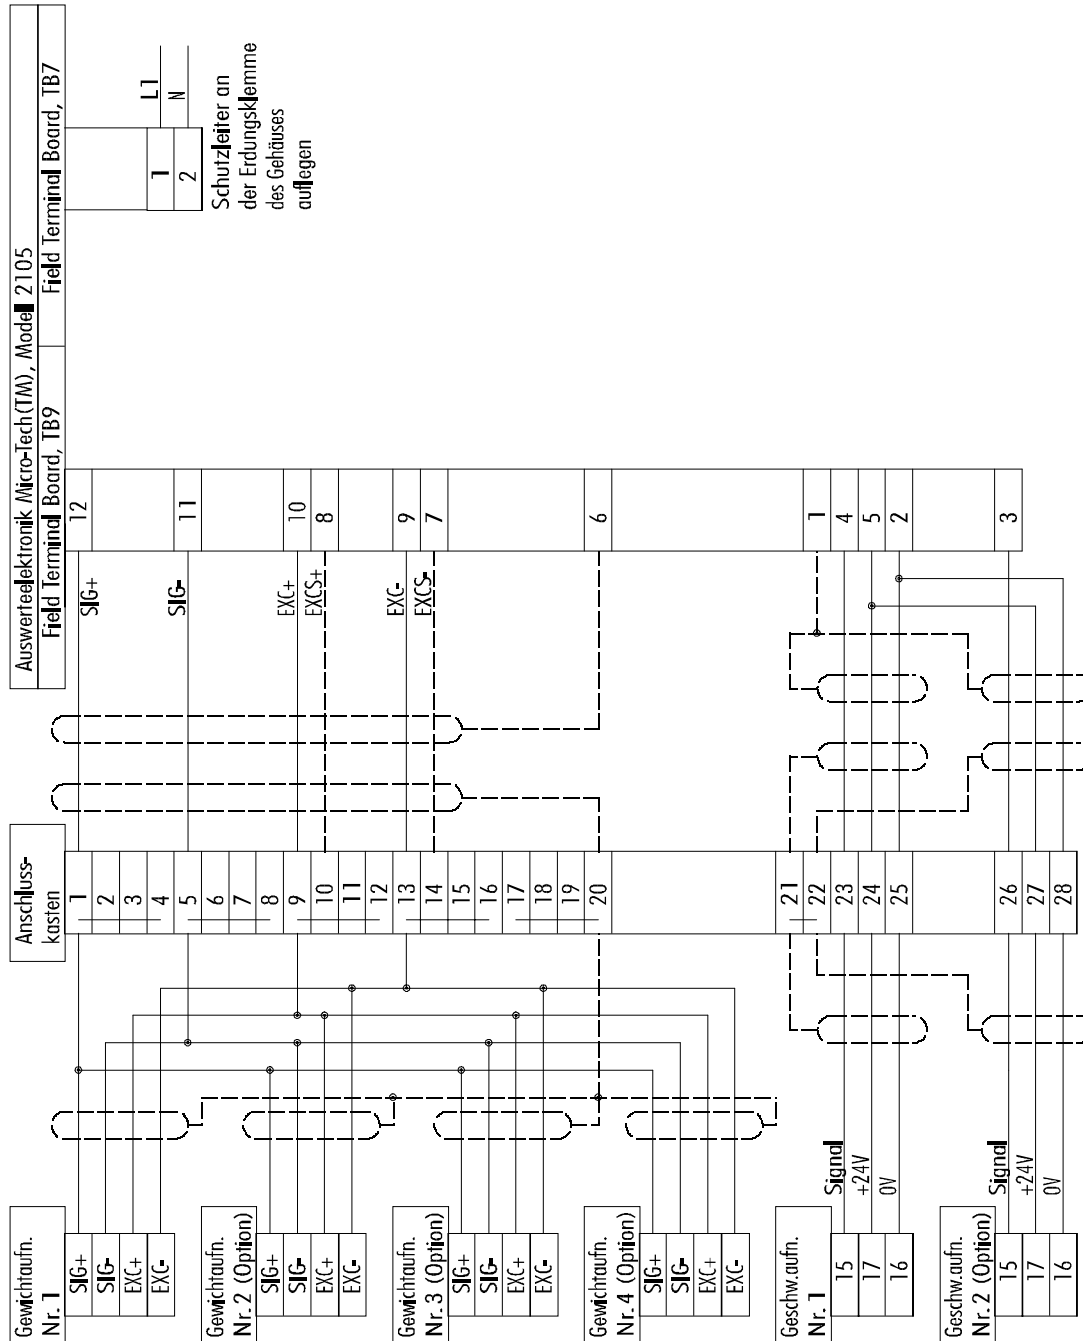 Auswerteelektronik Micro-Tech(TM), Model 2105
Field Terminal Board, TB9
Field Terminal Board, TB7
12
11
10
8
9
7
6
1
4
5
2
3
1
2
L1
N
Schutzleiter an
der Erdungsklemme
des Gehäuses
auflegen
SIG+
SIG-
EXC+
EXCS+
EXC-
EXCS-
Anschluss-
kasten
1
2
3
4
5
6
7
8
9
10
11
12
13
14
15
16
17
18
19
20
21
22
23
24
25
26
27
28
Gewichtaufn.
Nr. 1
SIG+
SIG-
EXC+
EXC-
Gewichtaufn.
Nr. 2 (Option)
SIG+
SIG-
EXC+
EXC-
Gewichtaufn.
Nr. 3 (Option)
SIG+
SIG-
EXC+
EXC-
Gewichtaufn.
Nr. 4 (Option)
SIG+
SIG-
EXC+
EXC-
Geschw.aufn.
Nr. 1
15
17
16
Signal
+24V
0V
Geschw.aufn.
Nr. 2 (Option)
15
17
16
Signal
+24V
0V